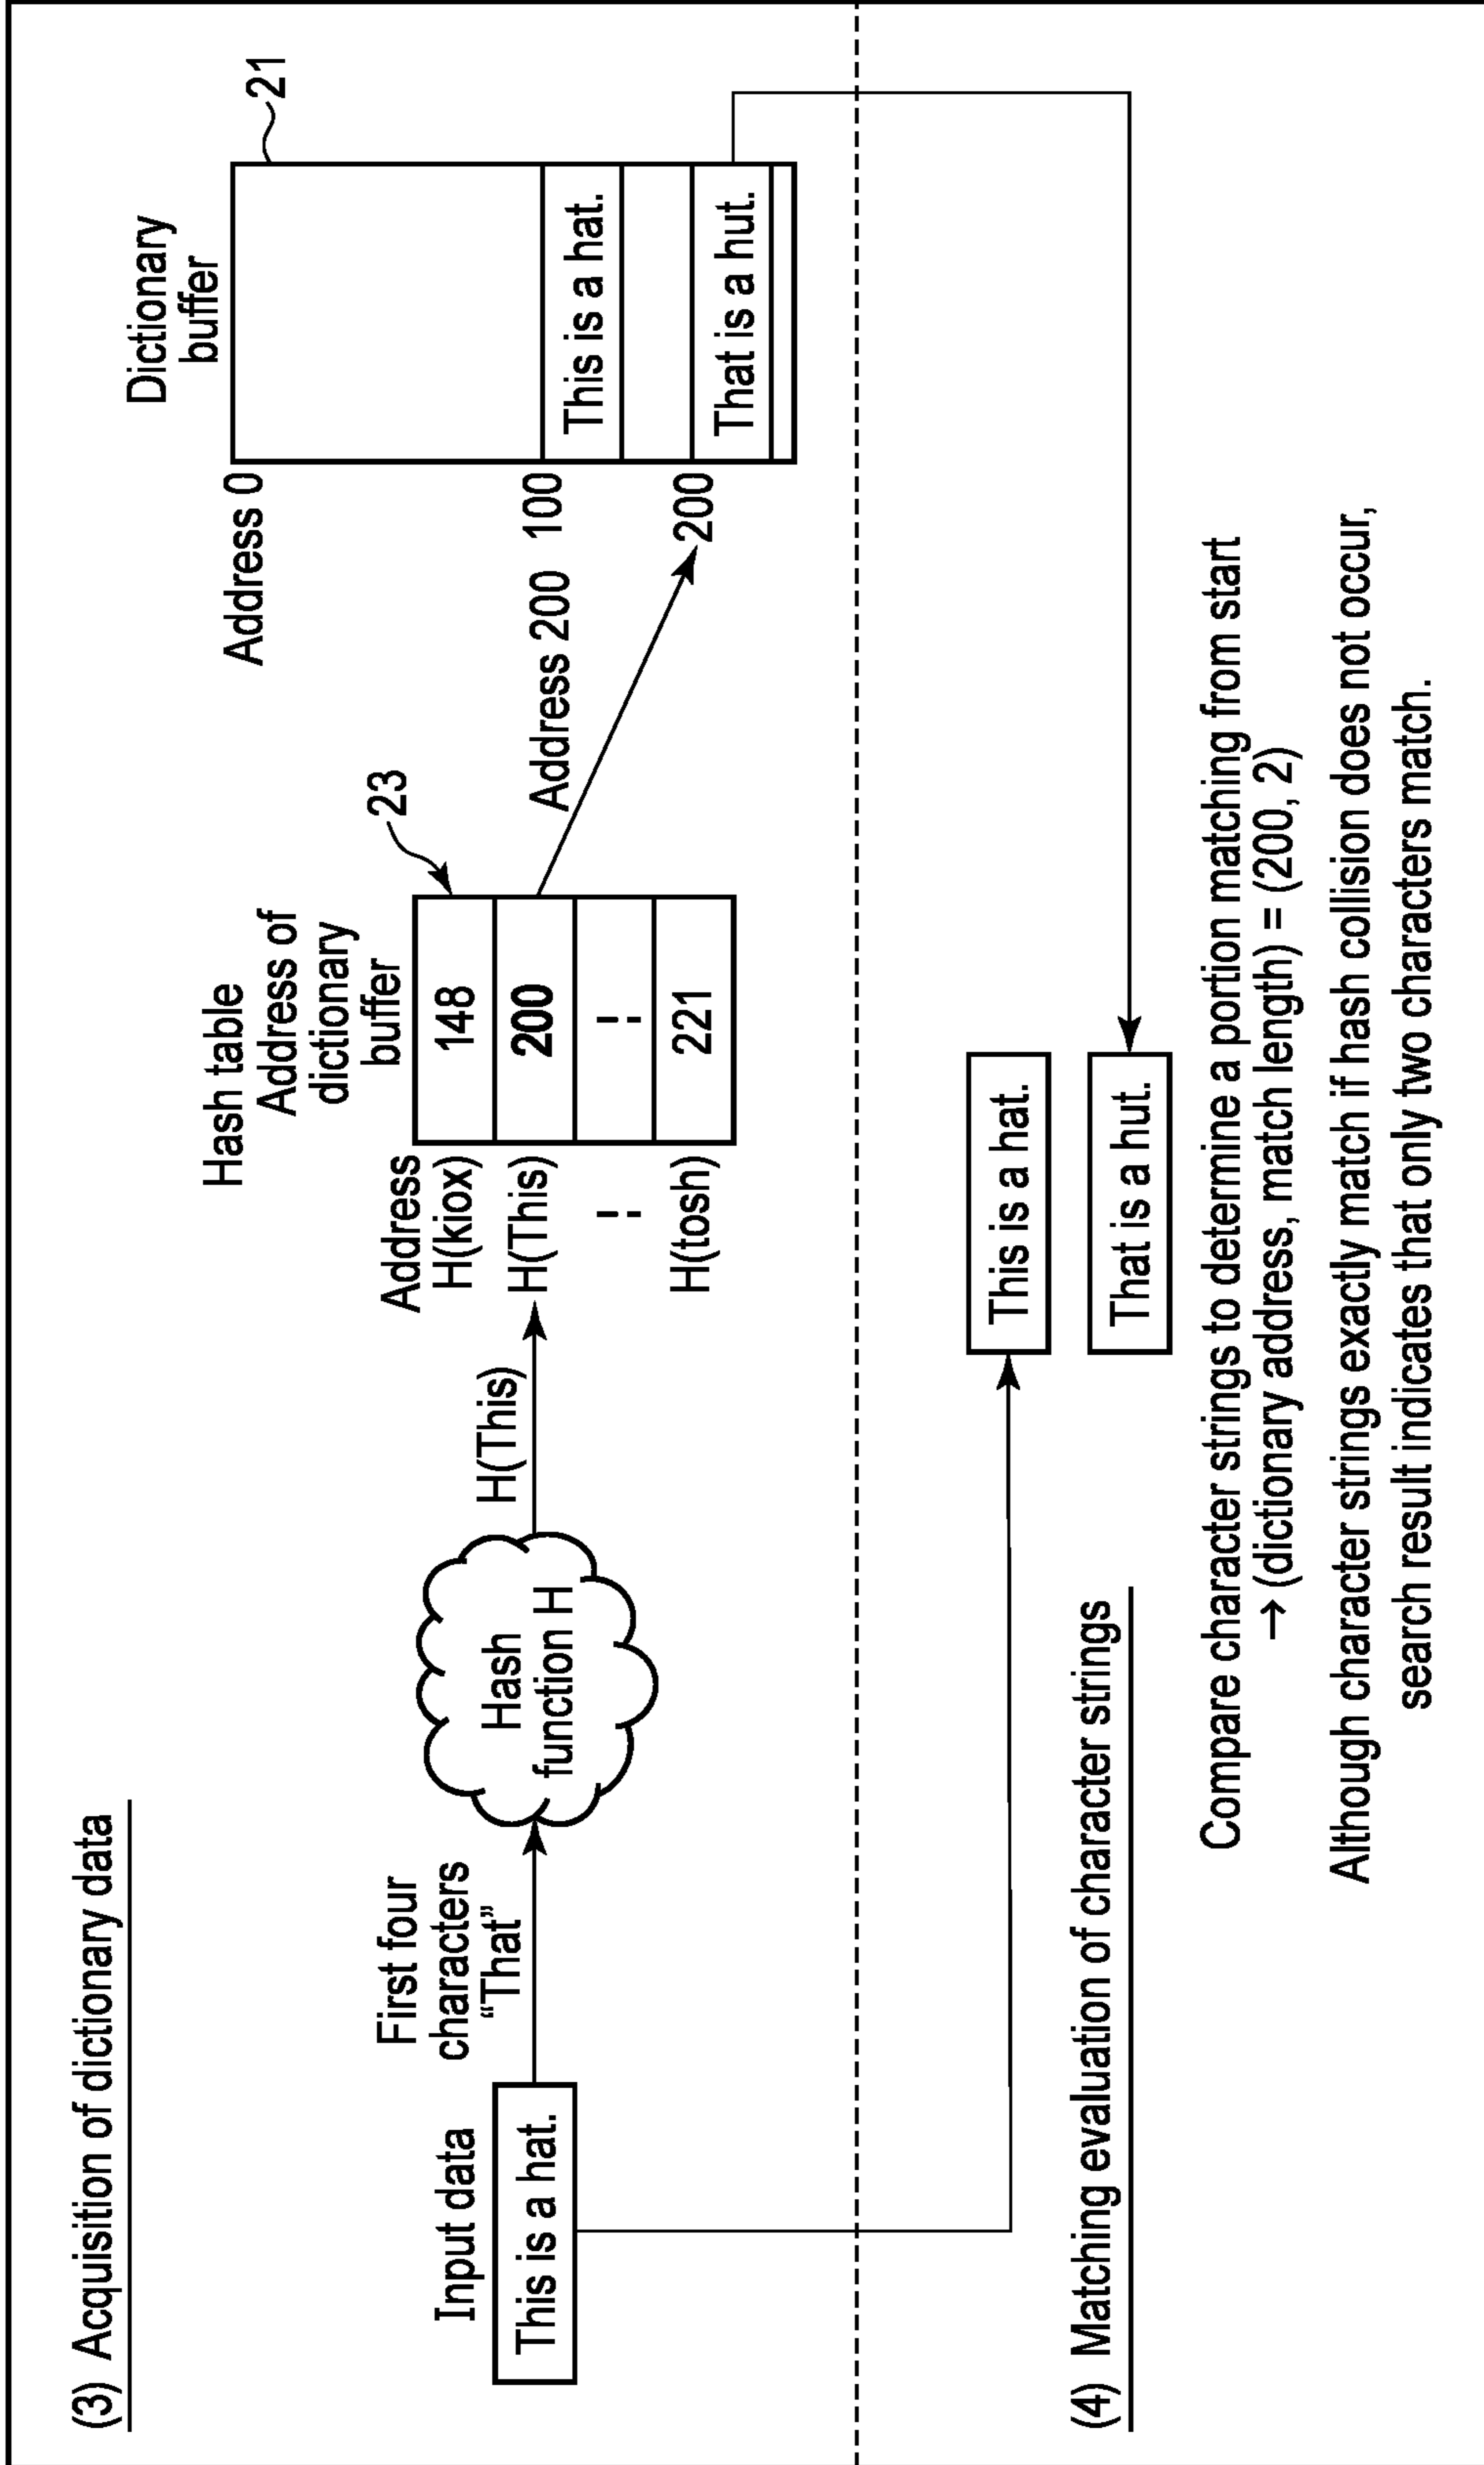 (3) Acquisition of dictionary data
Input data
This is a hat.
First four
characters
“That”
Hash
function H
H(This)
Hash table
Address of
dictionary
buffer
Address
H(kiox)
148
H(This)
200
H(tosh)
221
23
Address 200
Dictionary
buffer
21
Address 0
100
This is a hat.
200
That is a hut.
(4) Matching evaluation of character strings
This is a hat.
That is a hut.
Compare character strings to determine a portion matching from start
→ (dictionary address, match length) = (200, 2)
Although character strings exactly match if hash collision does not occur,
search result indicates that only two characters match.